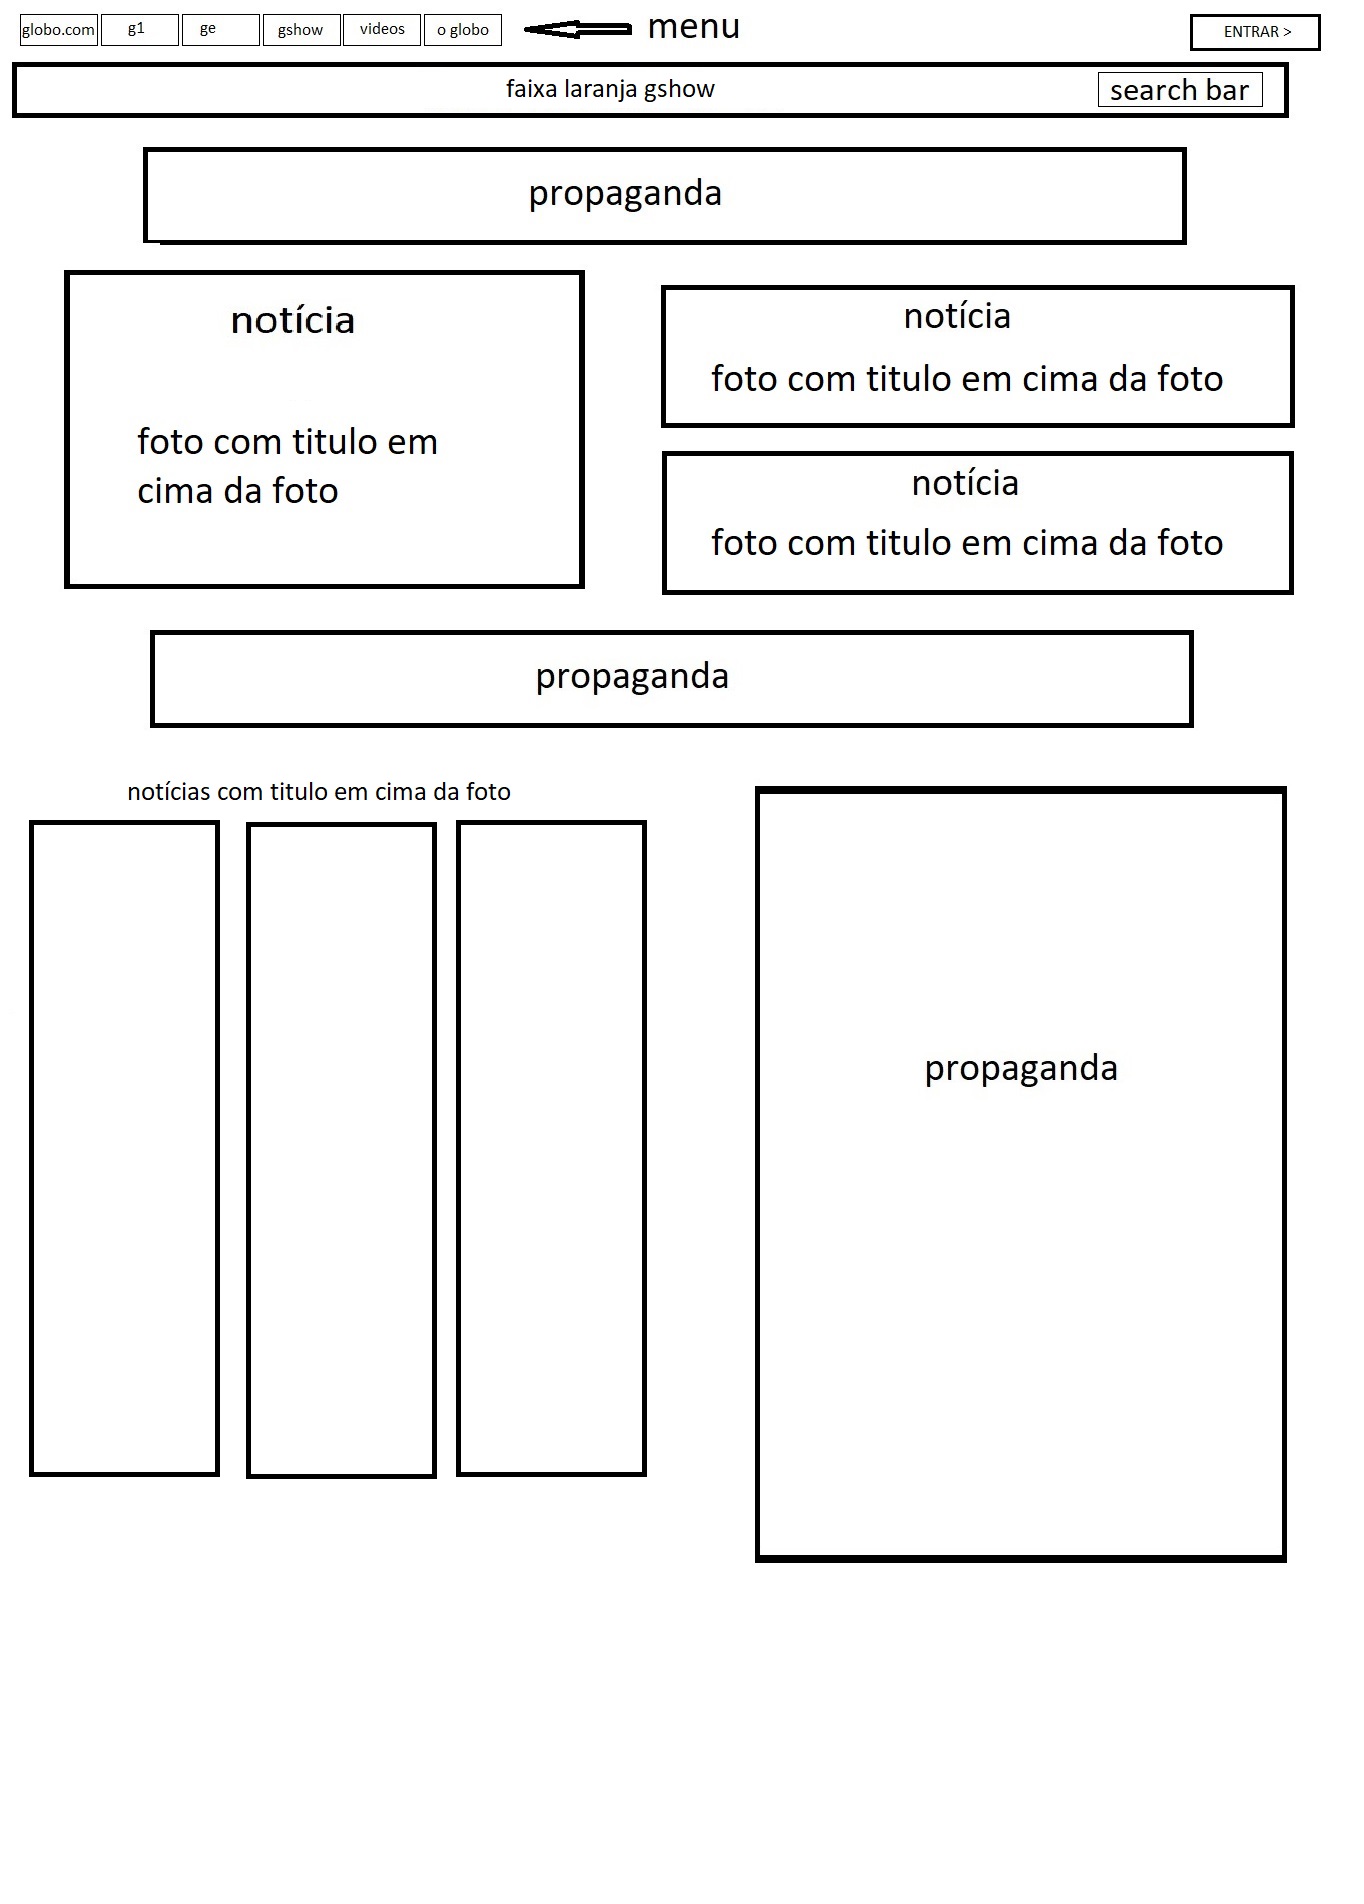 globo.com g1 ge gshow videos o globo menu ENTRAR >
faixa laranja gshow search bar
propaganda
notícia
foto com titulo em
cima da foto
notícia
foto com titulo em cima da foto
notícia
foto com titulo em cima da foto
propaganda
notícias com titulo em cima da foto
propaganda